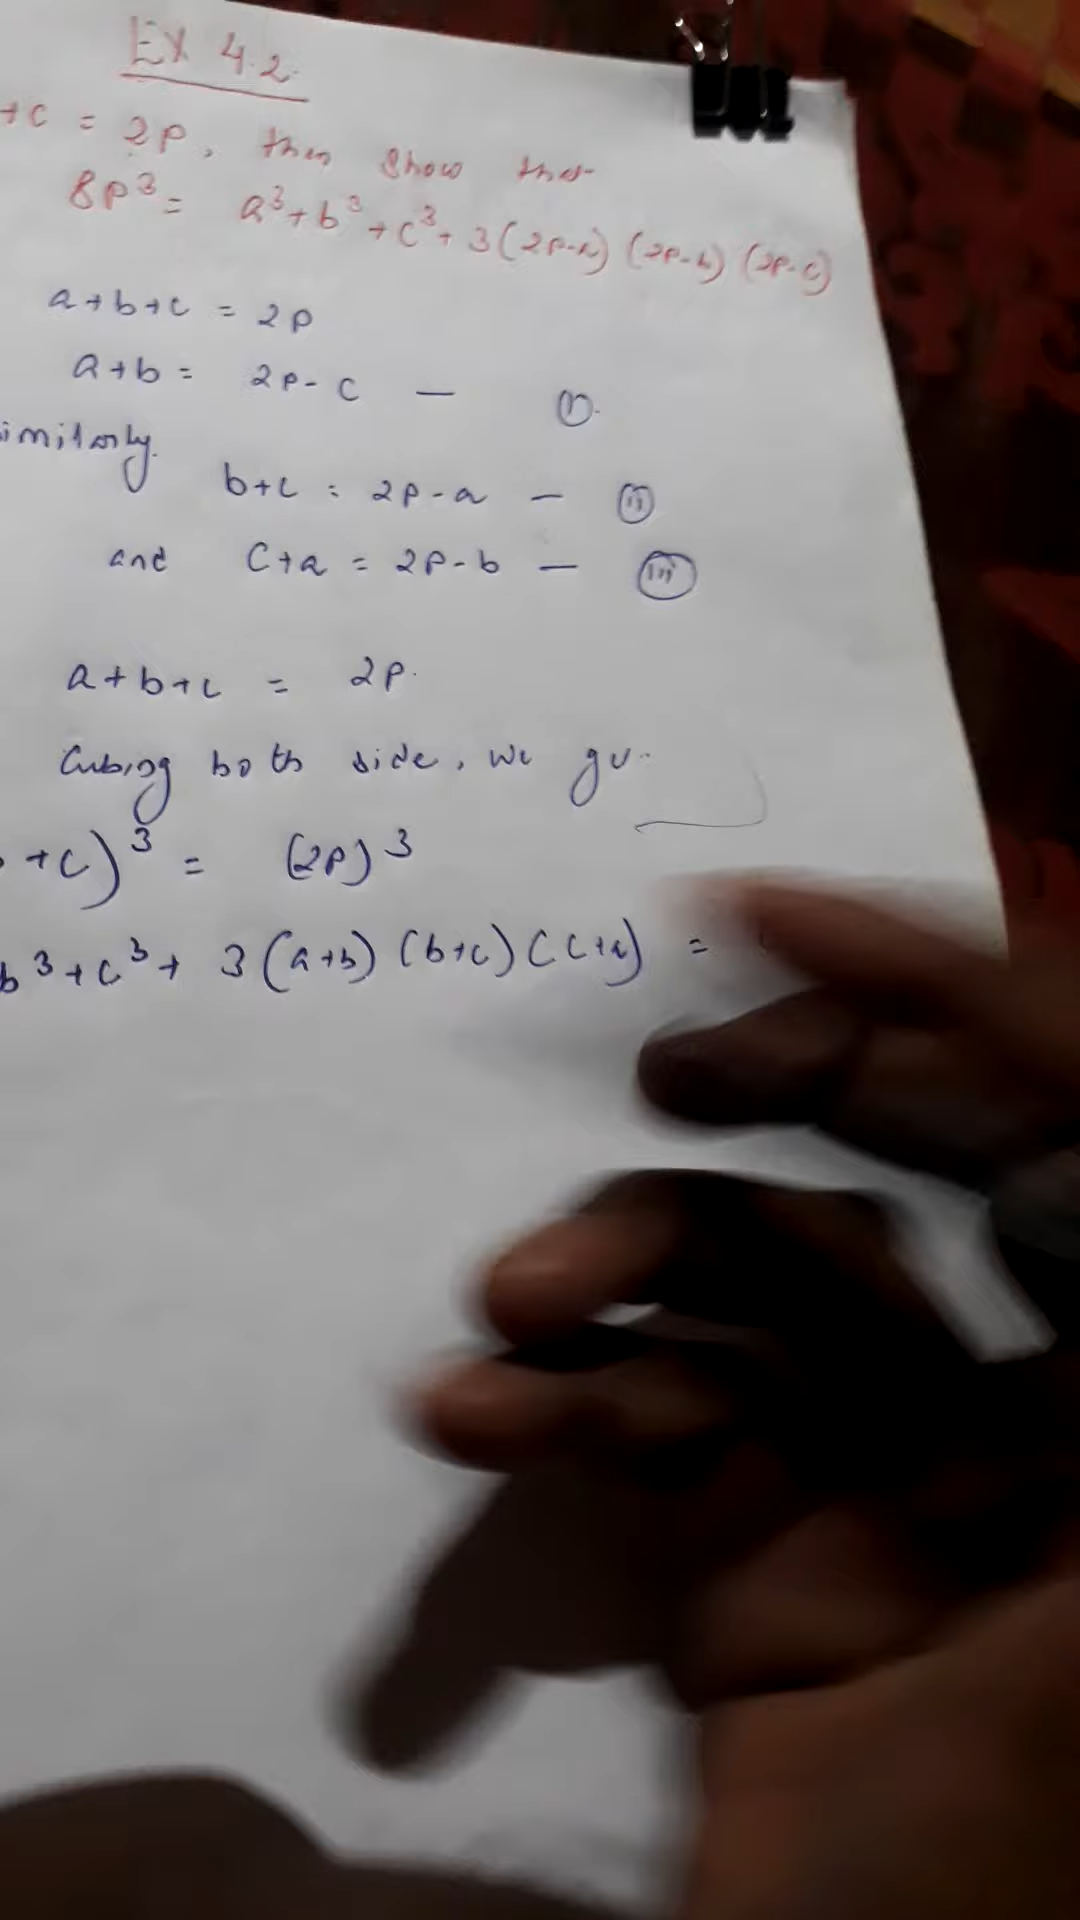 Ex 4.2.
+c = 2p, then show that
8p³ = a³+b³+c³+ 3(2p-a) (2p-b) (2p-c)
a+b+c = 2p
a+b = 2p-c — (i)
imilarly.
b+c = 2p-a — (ii)
and c+a = 2p-b — (iii)
a+b+c = 2p.
Cubing both side, we
+c)³ = (2p)³
b³+c³+ 3(a+b) (b+c) (c+a) =